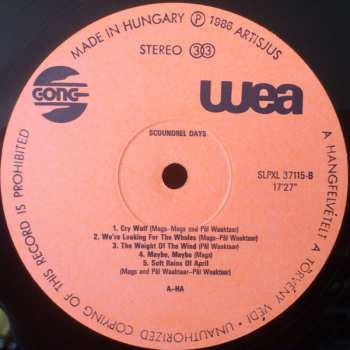 MADE IN HUNGARY Ⓟ 1986 ARTISJUS
STEREO 33
GONG
wea
SCOUNDREL DAYS
SLPXL 37115-B
17'27"
1. Cry Wolf (Mags-Mags and Pål Waaktaar)
2. We're Looking For The Whales (Mags-Pål Waaktaar)
3. The Weight Of The Wind (Pål Waaktaar)
4. Maybe, Maybe (Mags)
5. Soft Rains Of April
(Mags and Waaktaar-Pål Waaktaar)
A-HA
A HANGFELVÉTELT A TÖRVÉNY VÉDI • UNAUTHORIZED COPYING OF THIS RECORD IS PROHIBITED